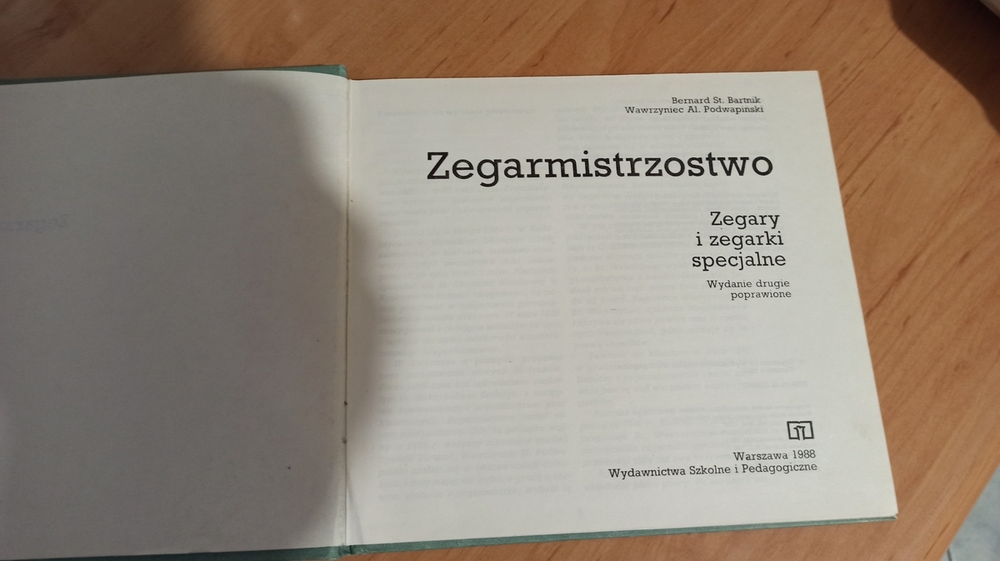 Bernard St. Bartnik
Wawrzyniec Al. Podwapiński
Zegarmistrzostwo
Zegary
i zegarki
specjalne
Wydanie drugie
poprawione
Warszawa 1988
Wydawnictwa Szkolne i Pedagogiczne